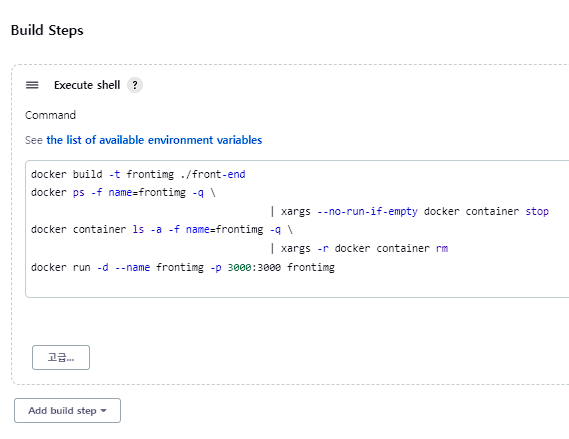 Build Steps
Execute shell ?
Command
See the list of available environment variables
docker build -t frontimg ./front-end
docker ps -f name=frontimg -q \
| xargs --no-run-if-empty docker container stop
docker container ls -a -f name=frontimg -q \
| xargs -r docker container rm
docker run -d --name frontimg -p 3000:3000 frontimg
고급...
Add build step